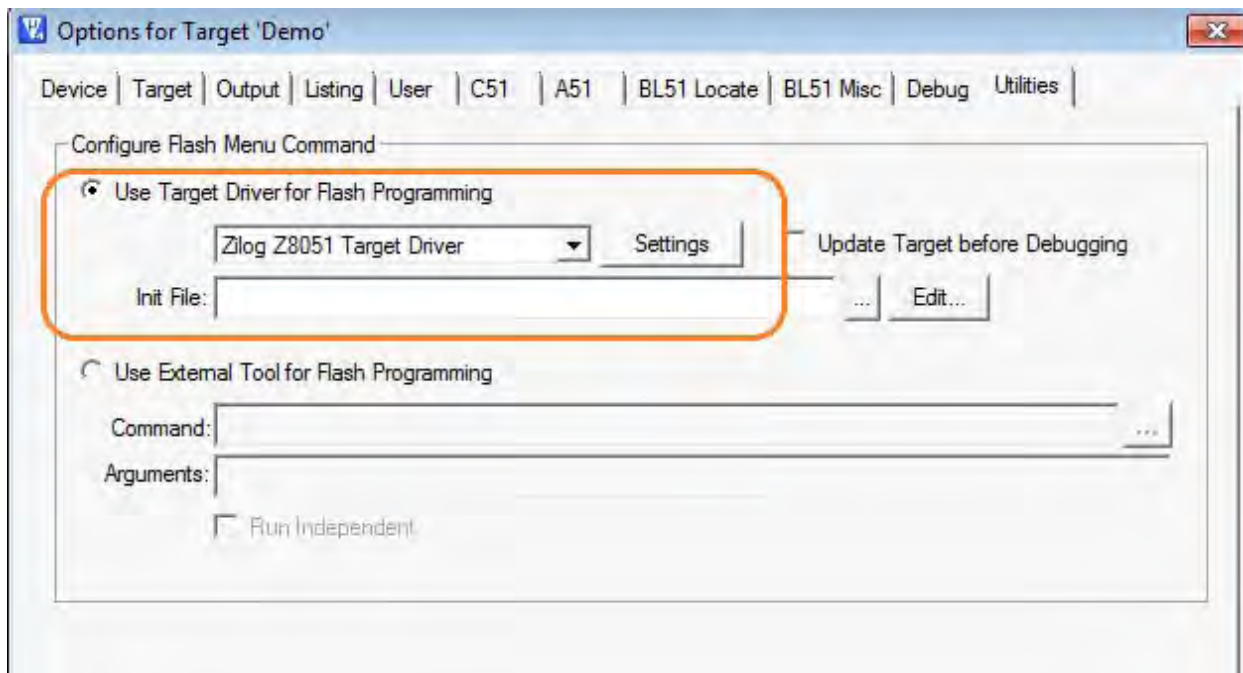 Options for Target 'Demo'
Device | Target | Output | Listing | User | C51 | A51 | BL51 Locate | BL51 Misc | Debug Utilities |
Configure Flash Menu Command
Use Target Driver for Flash Programming
Zilog Z8051 Target Driver Settings Update Target before Debugging
Init File: ... Edit...
Use External Tool for Flash Programming
Command: ...
Arguments:
Run Independent